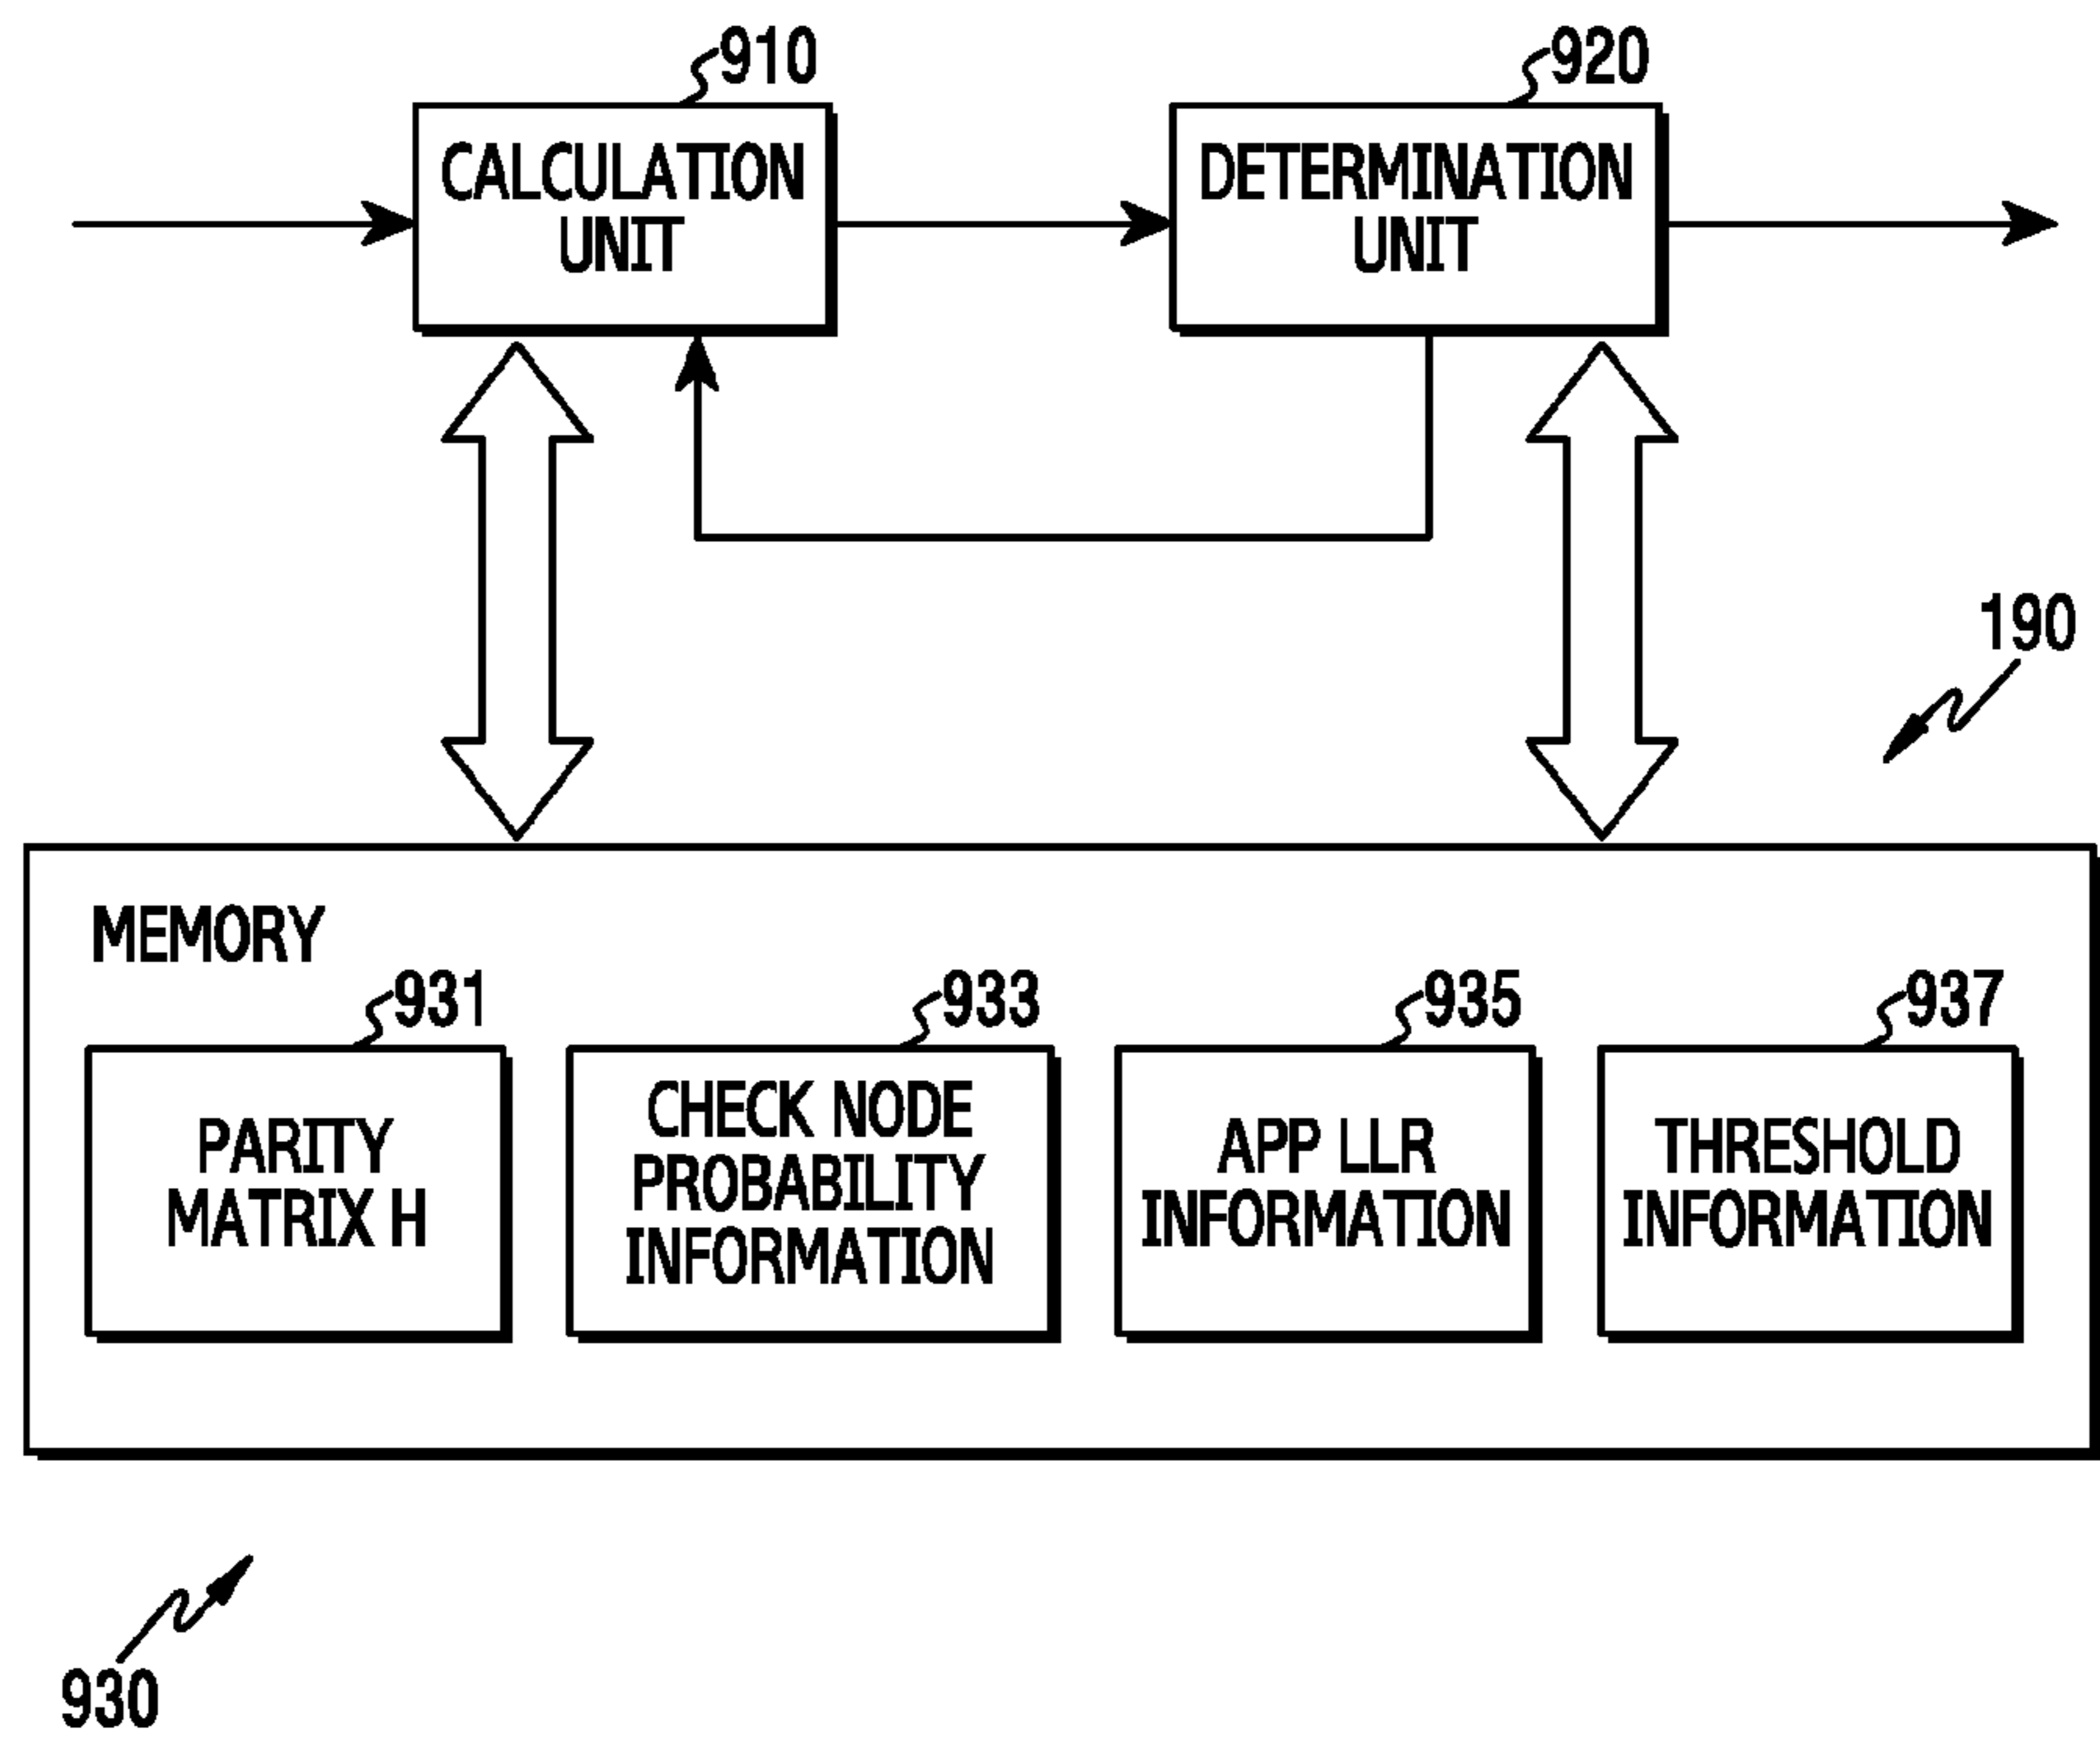 910
920
CALCULATION
UNIT
DETERMINATION
UNIT
190
MEMORY
931
933
935
937
PARITY
MATRIX H
CHECK NODE
PROBABILITY
INFORMATION
APP LLR
INFORMATION
THRESHOLD
INFORMATION
930